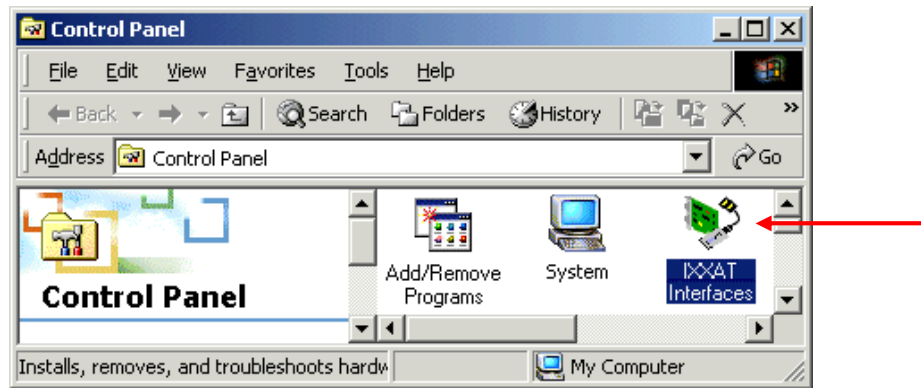 Control Panel
File Edit View Favorites Tools Help
Back Search Folders History »
Address Control Panel Go
Control Panel
Add/Remove
Programs
System
IXXAT
Interfaces
Installs, removes, and troubleshoots hardw
My Computer